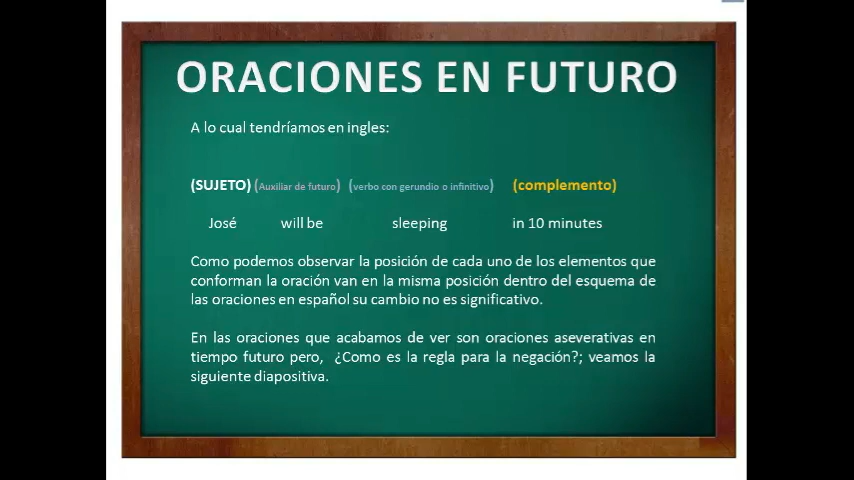 ORACIONES EN FUTURO
A lo cual tendríamos en ingles:
(SUJETO) (Auxiliar de futuro) (verbo con gerundio o infinitivo) (complemento)
José will be sleeping in 10 minutes
Como podemos observar la posición de cada uno de los elementos que
conforman la oración van en la misma posición dentro del esquema de
las oraciones en español su cambio no es significativo.
En las oraciones que acabamos de ver son oraciones aseverativas en
tiempo futuro pero, ¿Como es la regla para la negación?; veamos la
siguiente diapositiva.